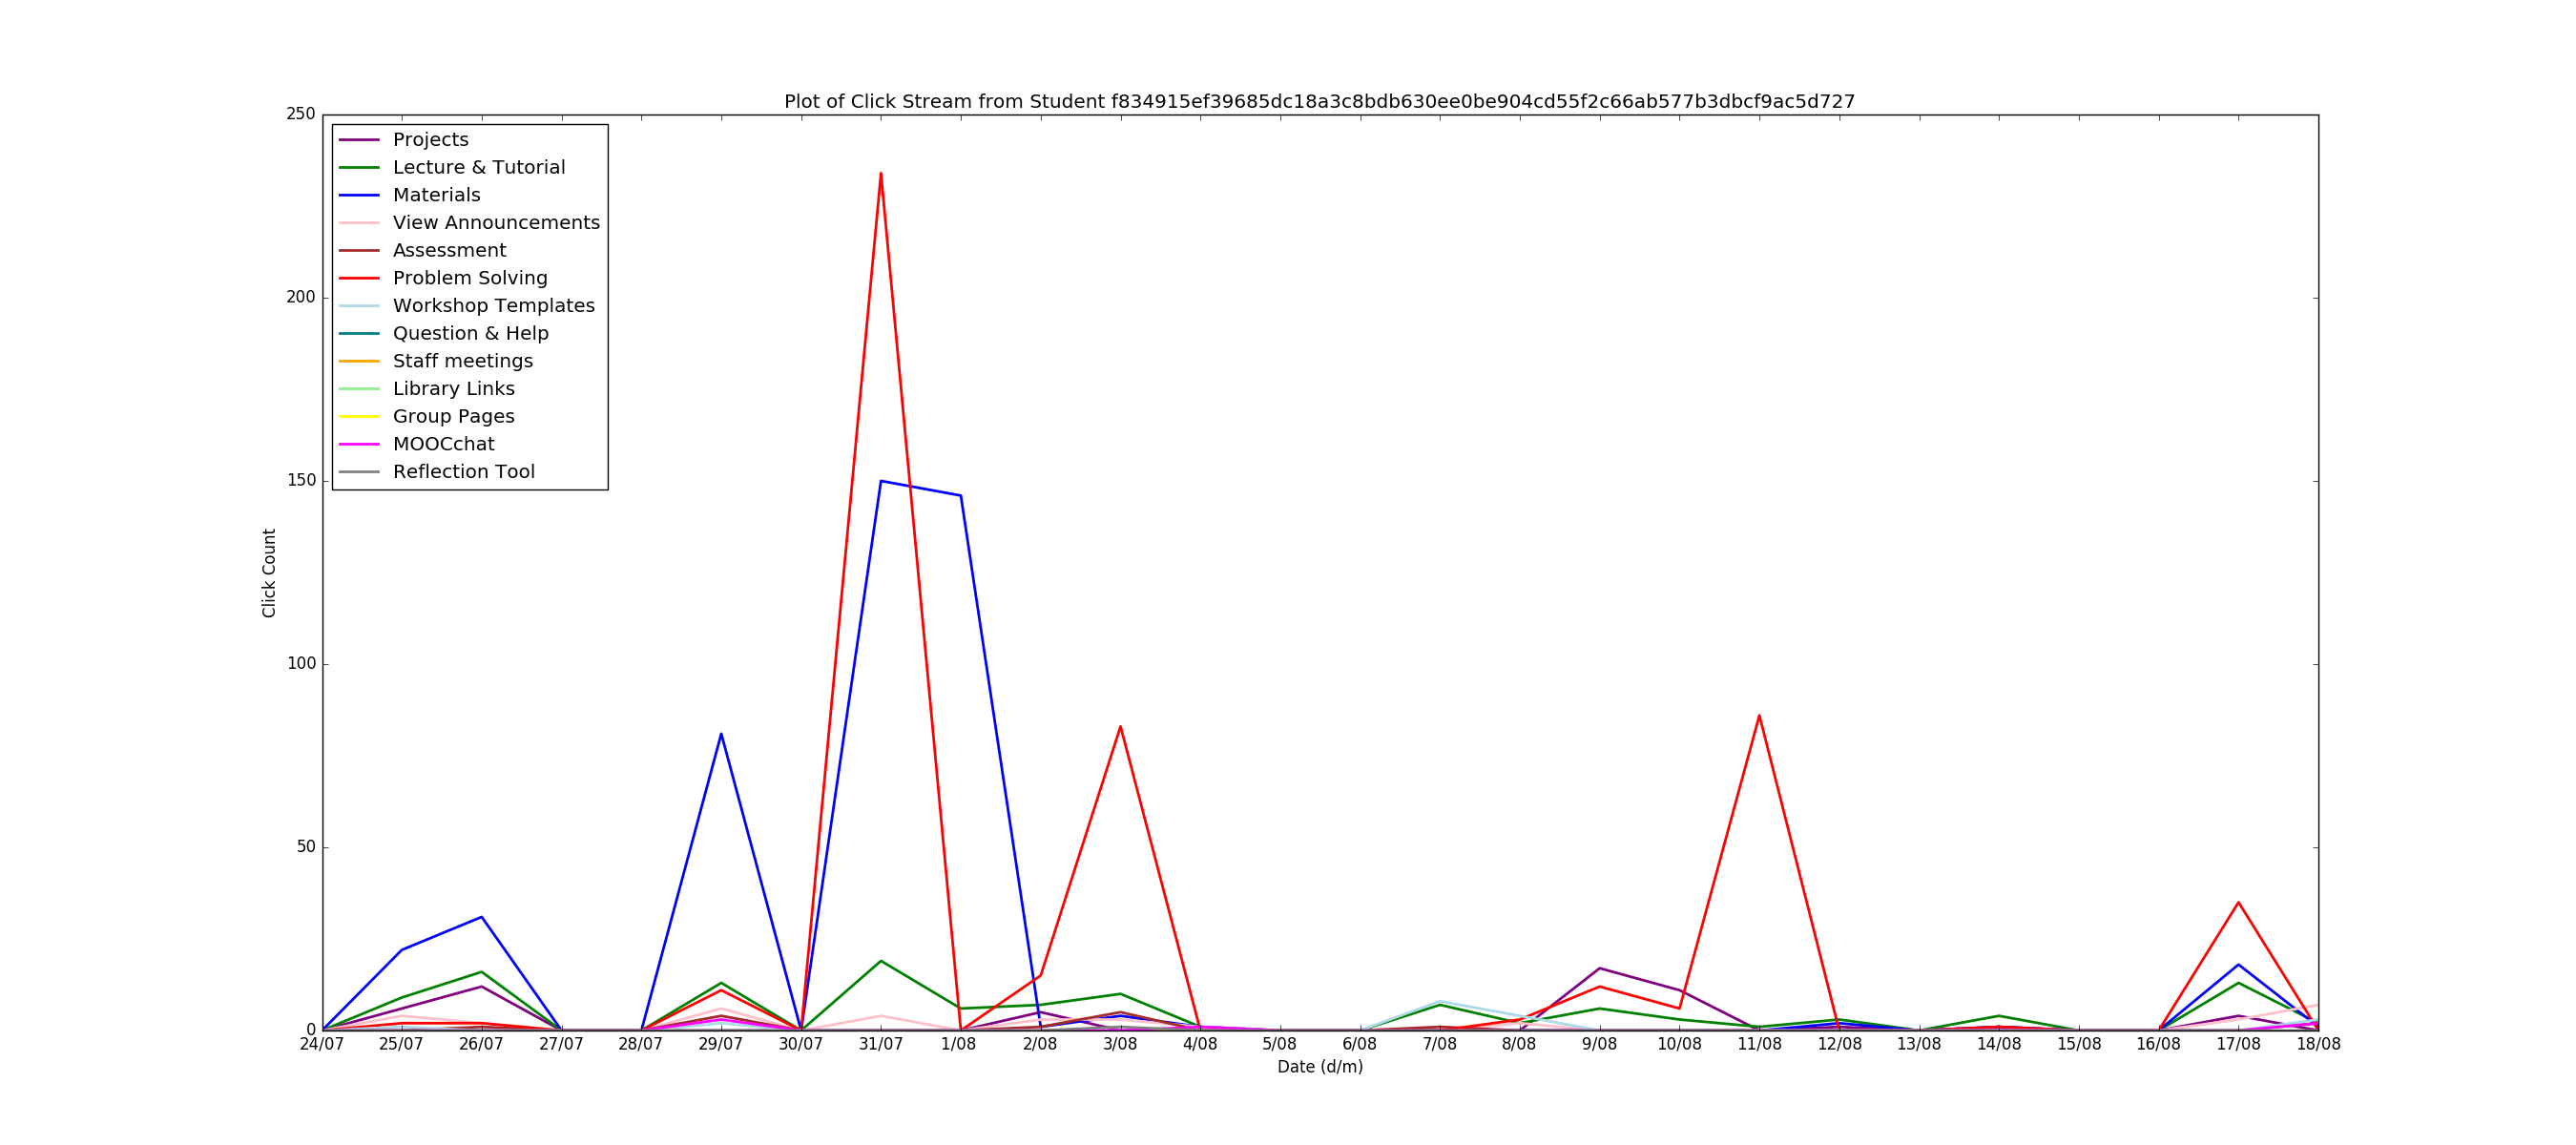 Plot of Click Stream from Student f834915ef39685dc18a3c8bdb630ee0be904cd55f2c66ab577b3dbcf9ac5d727
250
200
150
100
50
0
Click Count
Projects
Lecture & Tutorial
Materials
View Announcements
Assessment
Problem Solving
Workshop Templates
Question & Help
Staff meetings
Library Links
Group Pages
MOOCchat
Reflection Tool
24/07 25/07 26/07 27/07 28/07 29/07 30/07 31/07 1/08 2/08 3/08 4/08 5/08 6/08 7/08 8/08 9/08 10/08 11/08 12/08 13/08 14/08 15/08 16/08 17/08 18/08
Date (d/m)